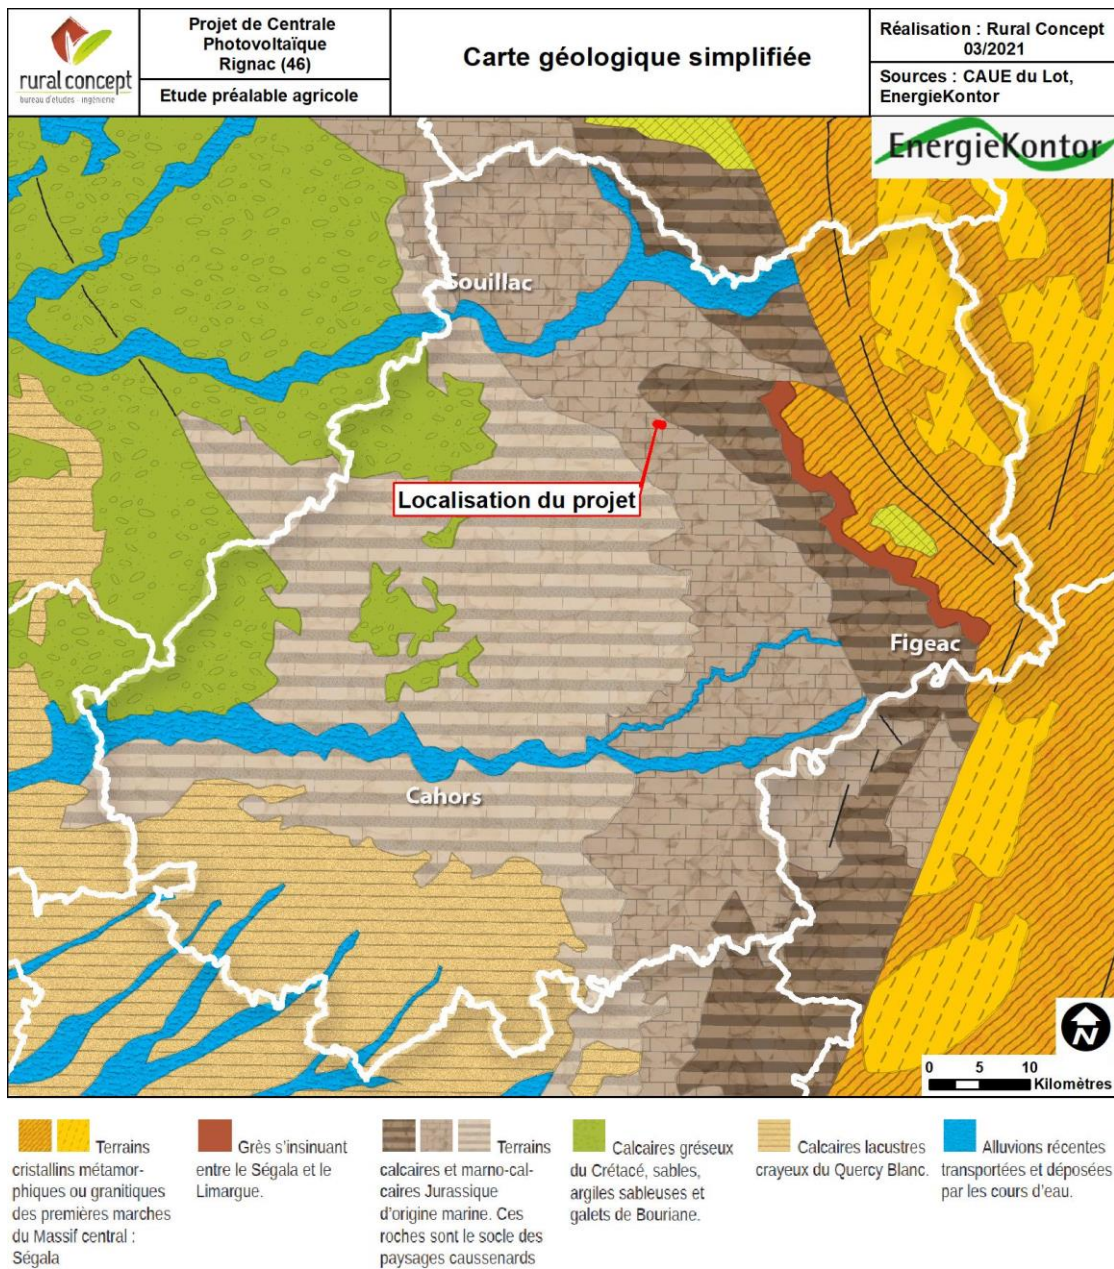 rural concept
bureau d'études - ingénierie
Projet de Centrale
Photovoltaïque
Rignac (46)
Etude préalable agricole
Carte géologique simplifiée
Réalisation : Rural Concept
03/2021
Sources : CAUE du Lot,
EnergieKontor
EnergieKontor
Souillac
Localisation du projet
Figeac
Cahors
N
0 5 10
Kilomètres
Terrains
cristallins métamor-
phiques ou granitiques
des premières marches
du Massif central :
Ségala
Grès s'insinuant
entre le Ségala et le
Limargue.
Terrains
calcaires et marno-cal-
caires Jurassique
d'origine marine. Ces
roches sont le socle des
paysages caussenards
Calcaires gréseux
du Crétacé, sables,
argiles sableuses et
galets de Bouriane.
Calcaires lacustres
crayeux du Quercy Blanc.
Alluvions récentes
transportées et déposées
par les cours d'eau.